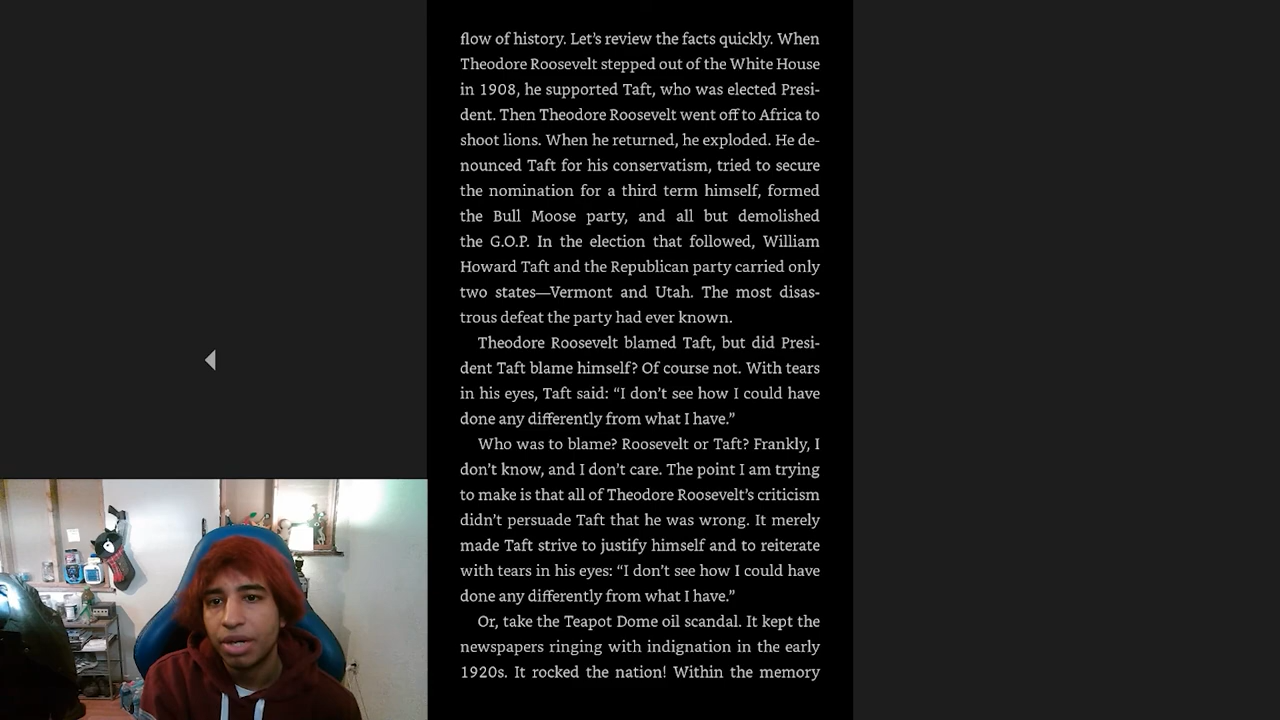 flow of history. Let’s review the facts quickly. When
Theodore Roosevelt stepped out of the White House
in 1908, he supported Taft, who was elected Presi-
dent. Then Theodore Roosevelt went off to Africa to
shoot lions. When he returned, he exploded. He de-
nounced Taft for his conservatism, tried to secure
the nomination for a third term himself, formed
the Bull Moose party, and all but demolished
the G.O.P. In the election that followed, William
Howard Taft and the Republican party carried only
two states—Vermont and Utah. The most disas-
trous defeat the party had ever known.
Theodore Roosevelt blamed Taft, but did Presi-
dent Taft blame himself? Of course not. With tears
in his eyes, Taft said: “I don’t see how I could have
done any differently from what I have.”
Who was to blame? Roosevelt or Taft? Frankly, I
don’t know, and I don’t care. The point I am trying
to make is that all of Theodore Roosevelt’s criticism
didn’t persuade Taft that he was wrong. It merely
made Taft strive to justify himself and to reiterate
with tears in his eyes: “I don’t see how I could have
done any differently from what I have.”
Or, take the Teapot Dome oil scandal. It kept the
newspapers ringing with indignation in the early
1920s. It rocked the nation! Within the memory